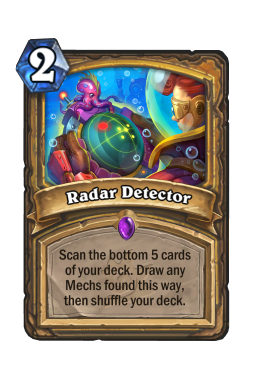 2
Radar Detector
Scan the bottom 5 cards
of your deck. Draw any
Mechs found this way,
then shuffle your deck.